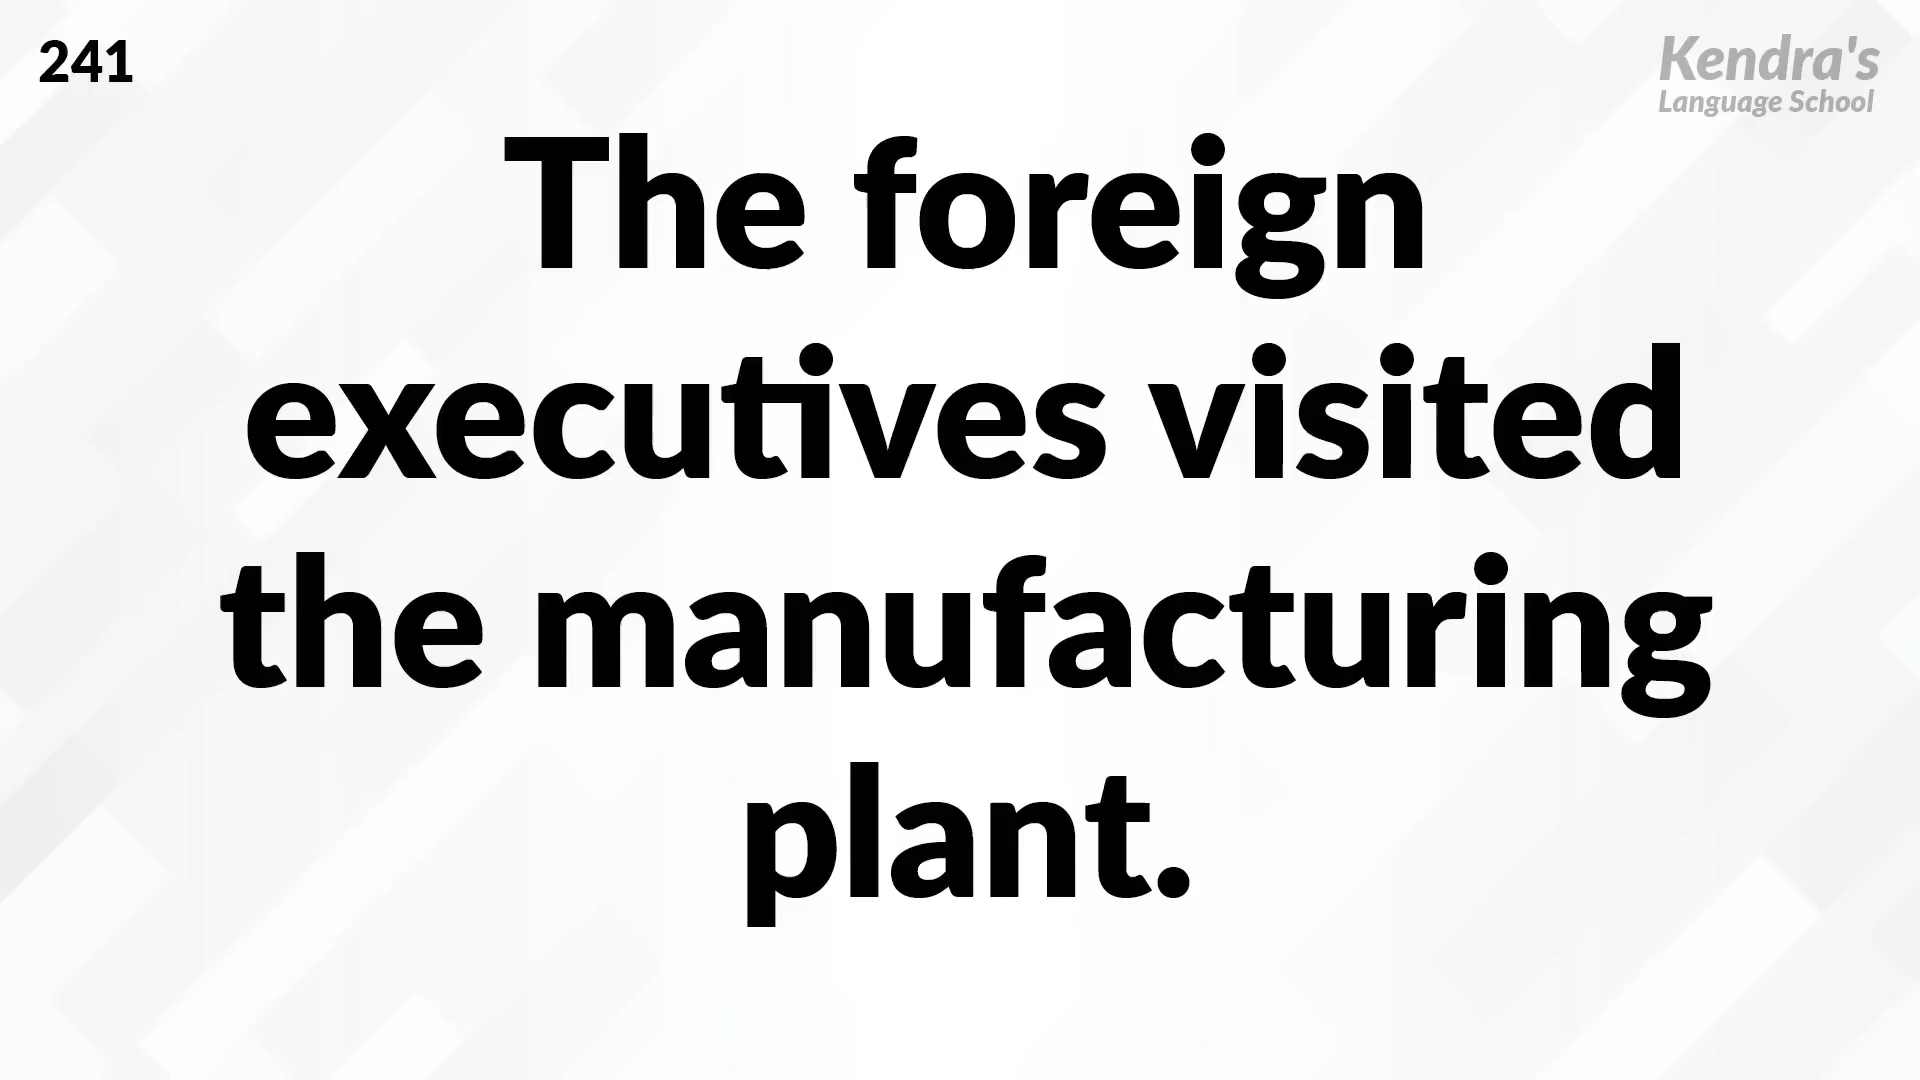 241
Kendra's
Language School
The foreign
executives visited
the manufacturing
plant.